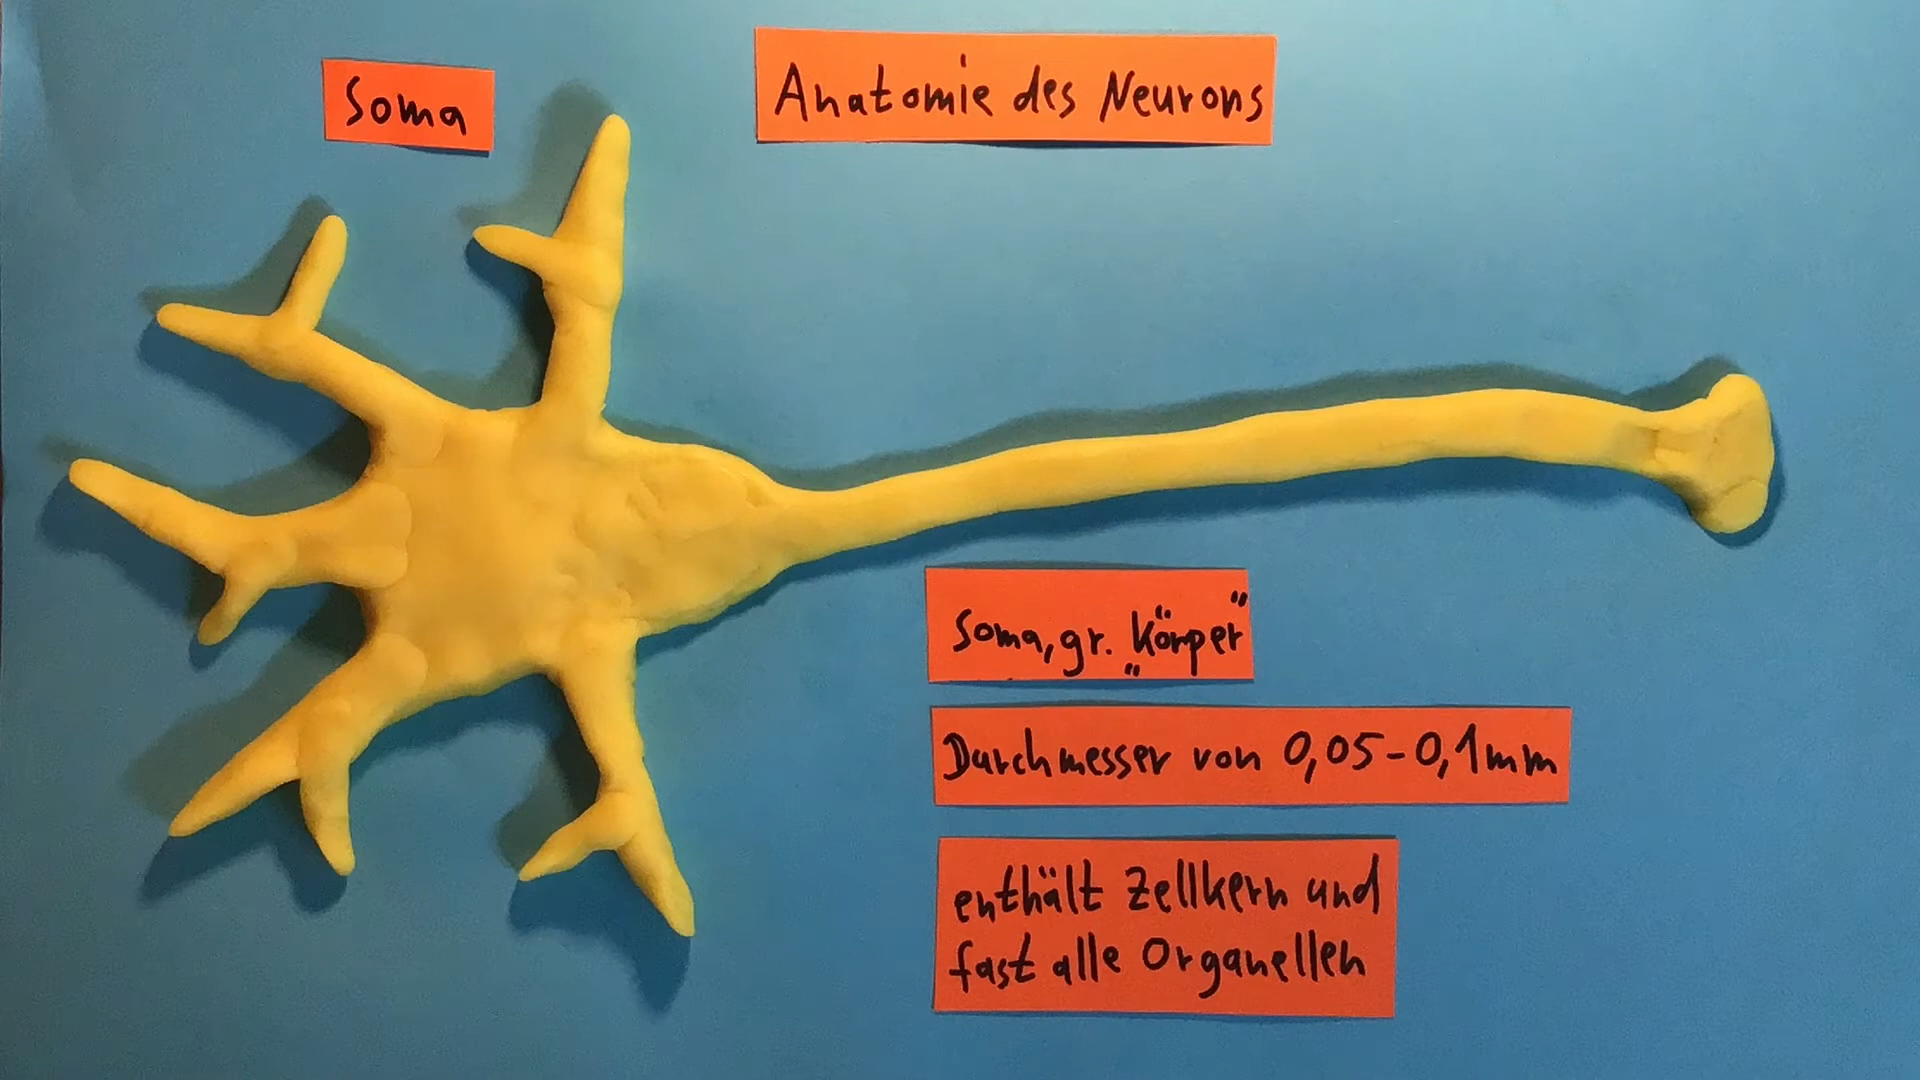 Soma
Anatomie des Neurons
Soma, gr. „Körper“
Durchmesser von 0,05-0,1mm
enthält Zellkern und
fast alle Organellen